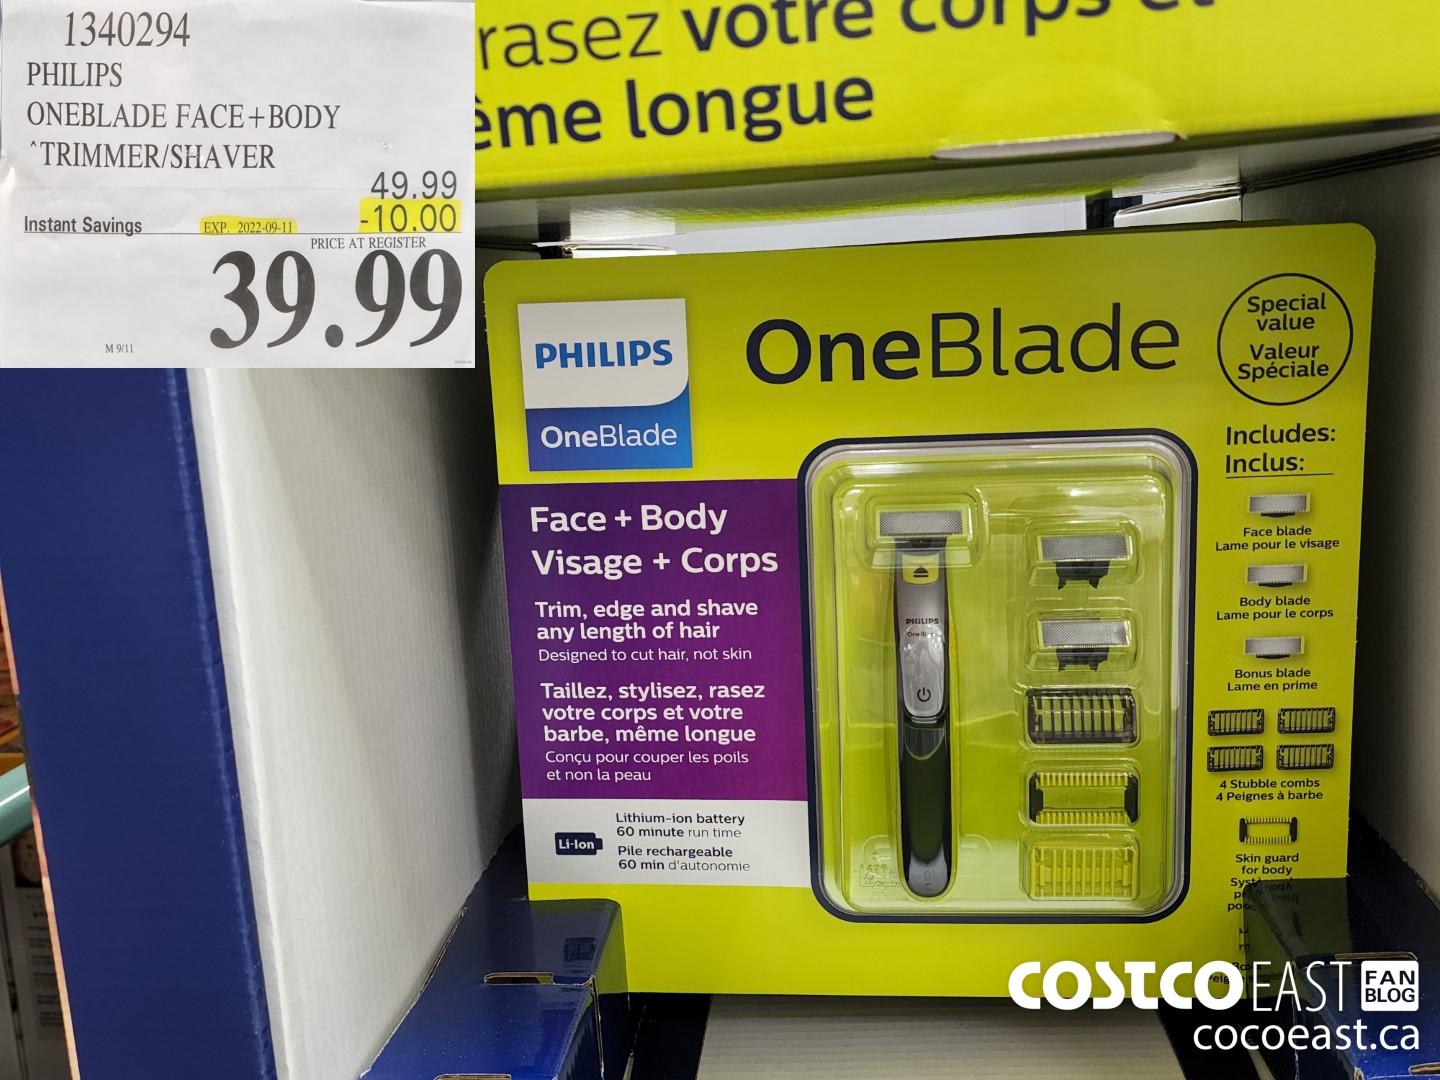 1340294
PHILIPS
ONEBLADE FACE+BODY
^TRIMMER/SHAVER
49.99
Instant Savings EXP. 2022-09-11 -10.00
PRICE AT REGISTER
39.99
M 9/11
rasez votre corps et
ême longue
PHILIPS
OneBlade
OneBlade
Special
value
Valeur
Spéciale
Face + Body
Visage + Corps
Trim, edge and shave
any length of hair
Designed to cut hair, not skin
Taillez, stylisez, rasez
votre corps et votre
barbe, même longue
Conçu pour couper les poils
et non la peau
Li-Ion
Lithium-ion battery
60 minute run time
Pile rechargeable
60 min d'autonomie
PHILIPS
OneBlade
Includes:
Inclus:
Face blade
Lame pour le visage
Body blade
Lame pour le corps
Bonus blade
Lame en prime
4 Stubble combs
4 Peignes à barbe
Skin guard
for body
COSTCO EAST FAN
BLOG
cocoeast.ca